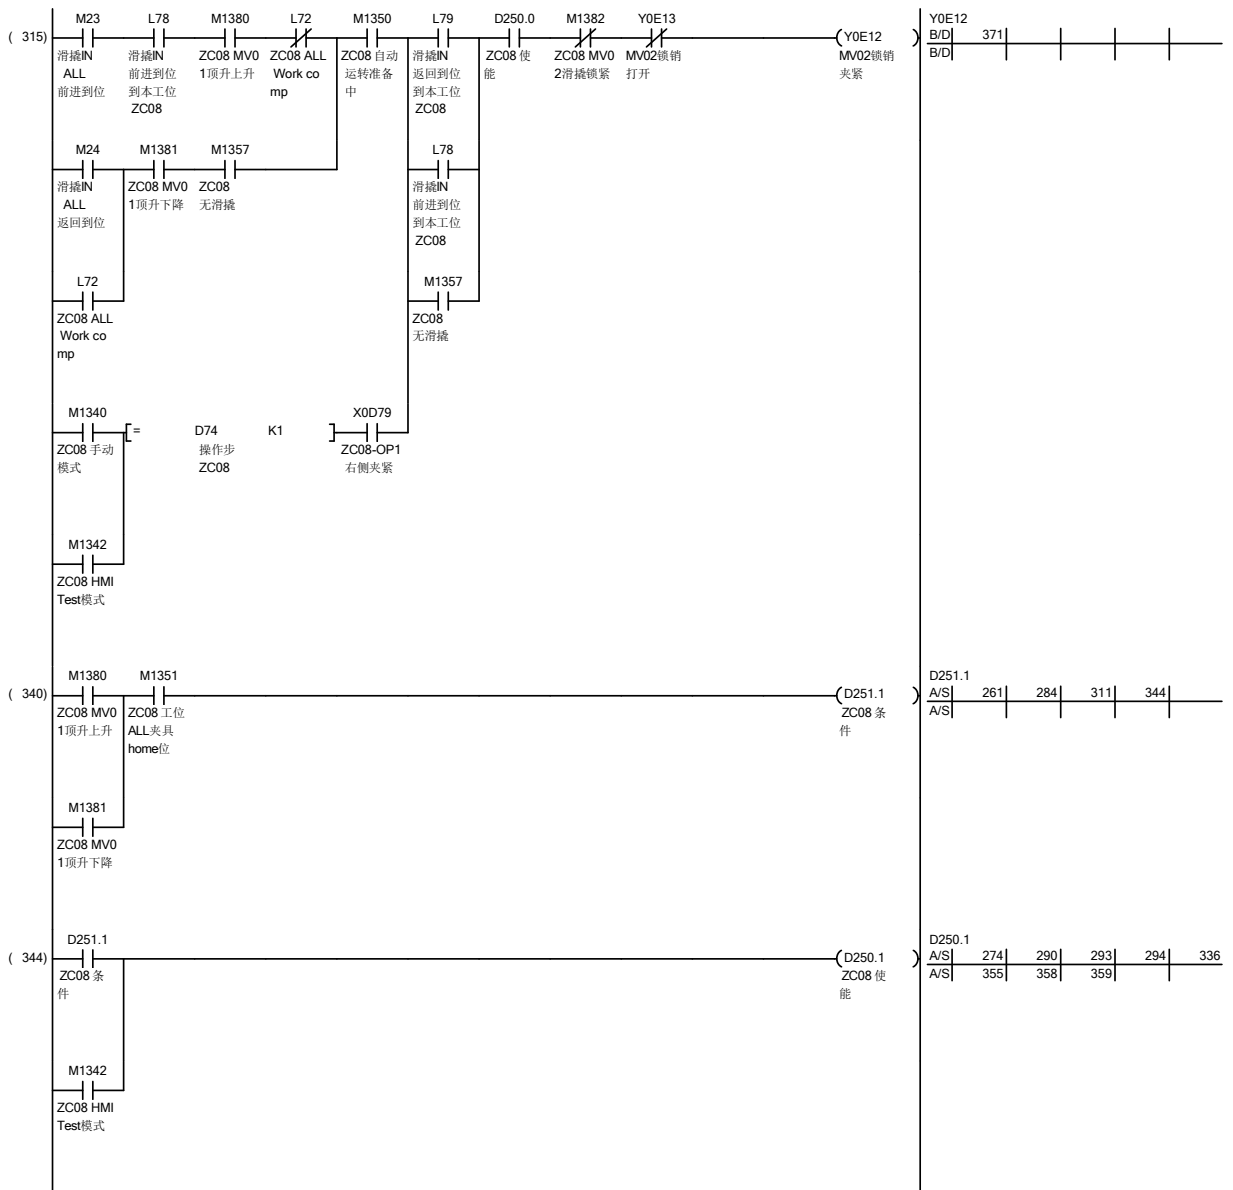 M23 L78 M1380 L72 M1350 L79 D250.0 M1382 Y0E13 Y0E12
( 315) (Y0E12 ) B/D 371
滑撬IN 滑撬IN ZC08 MV0 ZC08 ALL ZC08 自动 滑撬IN ZC08 使 ZC08 MV0 MV02锁销 MV02锁销 B/D
ALL 前进到位 1顶升上升 Work co 运转准备 返回到位 能 2滑撬锁紧 打开 夹紧
前进到位 到本工位 mp 中 到本工位
ZC08 ZC08
M24 M1381 M1357 L78
滑撬IN ZC08 MV0 ZC08 滑撬IN
ALL 1顶升下降 无滑撬 前进到位
返回到位 到本工位
ZC08
L72 M1357
ZC08 ALL ZC08
Work co 无滑撬
mp
M1340 X0D79
[= D74 K1 ]
ZC08 手动 操作步 ZC08-OP1
模式 ZC08 右侧夹紧
M1342
ZC08 HMI
Test模式
M1380 M1351 D251.1
( 340) (D251.1 ) A/S 261 284 311 344
ZC08 MV0 ZC08 工位 ZC08 条 A/S
1顶升上升 ALL夹具 件
home位
M1381
ZC08 MV0
1顶升下降
D251.1 D250.1
( 344) (D250.1 ) A/S 274 290 293 294 336
ZC08 条 ZC08 使 A/S 355 358 359
件 能
M1342
ZC08 HMI
Test模式